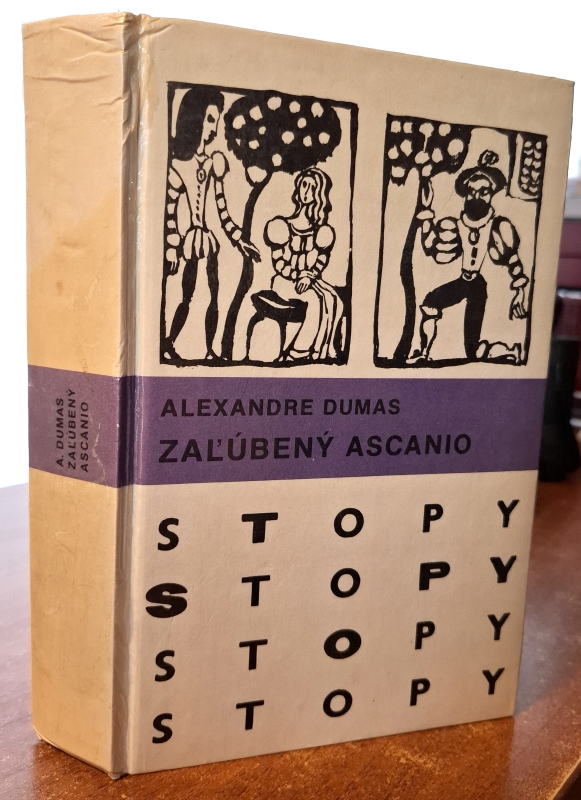 A. DUMAS
ZAĽÚBENÝ
ASCANIO
ALEXANDRE DUMAS
ZAĽÚBENÝ ASCANIO
S T O P Y
S T O P Y
S T O P Y
S T O P Y